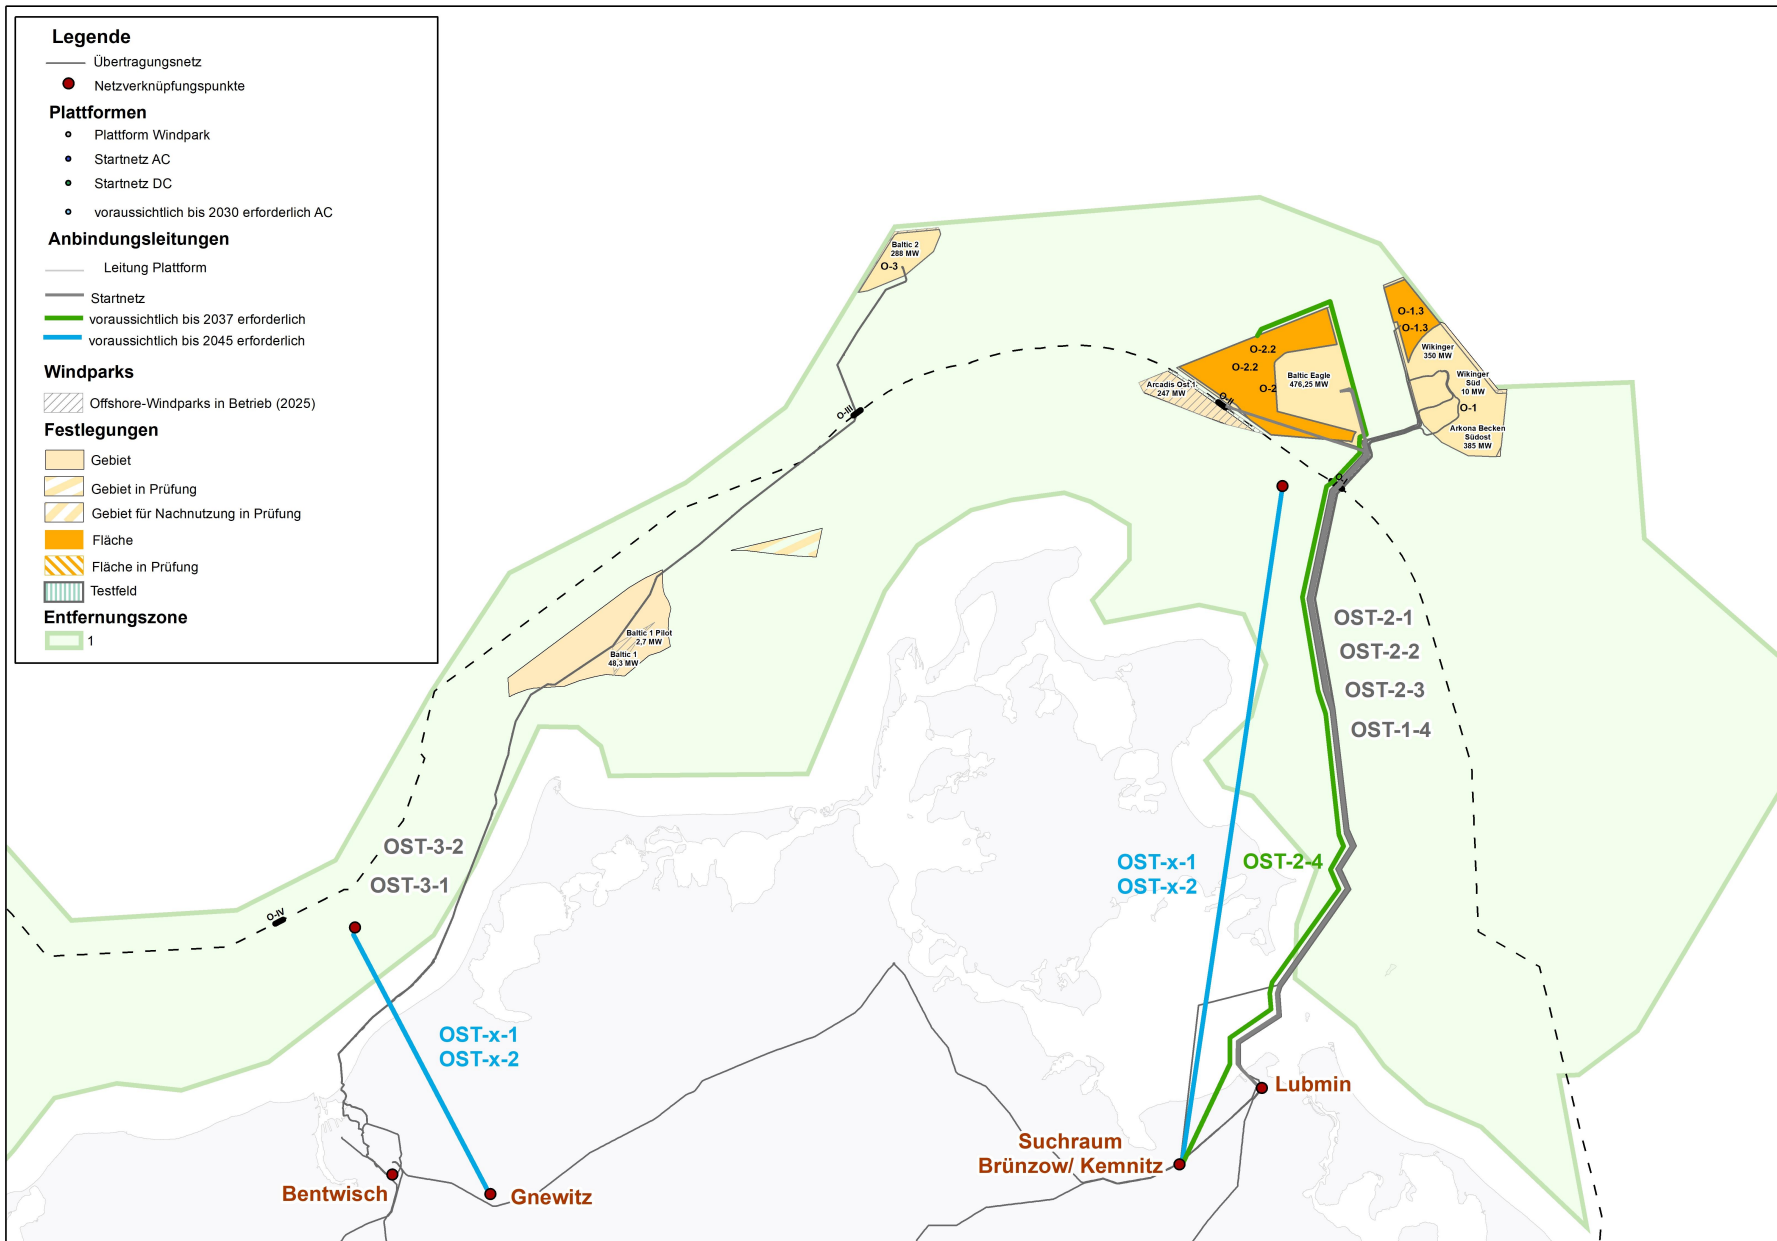 Legende
Übertragungsnetz
Netzverknüpfungspunkte
Plattformen
Plattform Windpark
Startnetz AC
Startnetz DC
voraussichtlich bis 2030 erforderlich AC
Anbindungsleitungen
Leitung Plattform
Startnetz
voraussichtlich bis 2037 erforderlich
voraussichtlich bis 2045 erforderlich
Windparks
Offshore-Windparks in Betrieb (2025)
Festlegungen
Gebiet
Gebiet in Prüfung
Gebiet für Nachnutzung in Prüfung
Fläche
Fläche in Prüfung
Testfeld
Entfernungszone
1
Baltic 2
288 MW
O-3
O-1.3
O-1.3
Wikinger
350 MW
Wikinger
Süd
10 MW
O-1
Arkona Becken
Südost
385 MW
O-2.2
O-2.2
O-2
Baltic Eagle
476,25 MW
Arcadis Ost 1
247 MW
O-II
O-III
O-I
O-IV
Baltic 1 Pilot
2,7 MW
Baltic 1
48,3 MW
OST-2-1
OST-2-2
OST-2-3
OST-1-4
OST-3-2
OST-3-1
OST-x-1
OST-x-2
OST-2-4
OST-x-1
OST-x-2
Lubmin
Suchraum
Brünzow/ Kemnitz
Bentwisch
Gnewitz